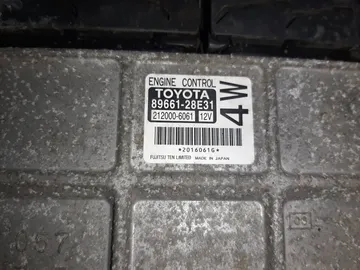 ENGINE CONTROL
TOYOTA
89661-28E31
212000-6061 12V
4W
*2016061G*
FUJITSU TEN LIMITED MADE IN JAPAN